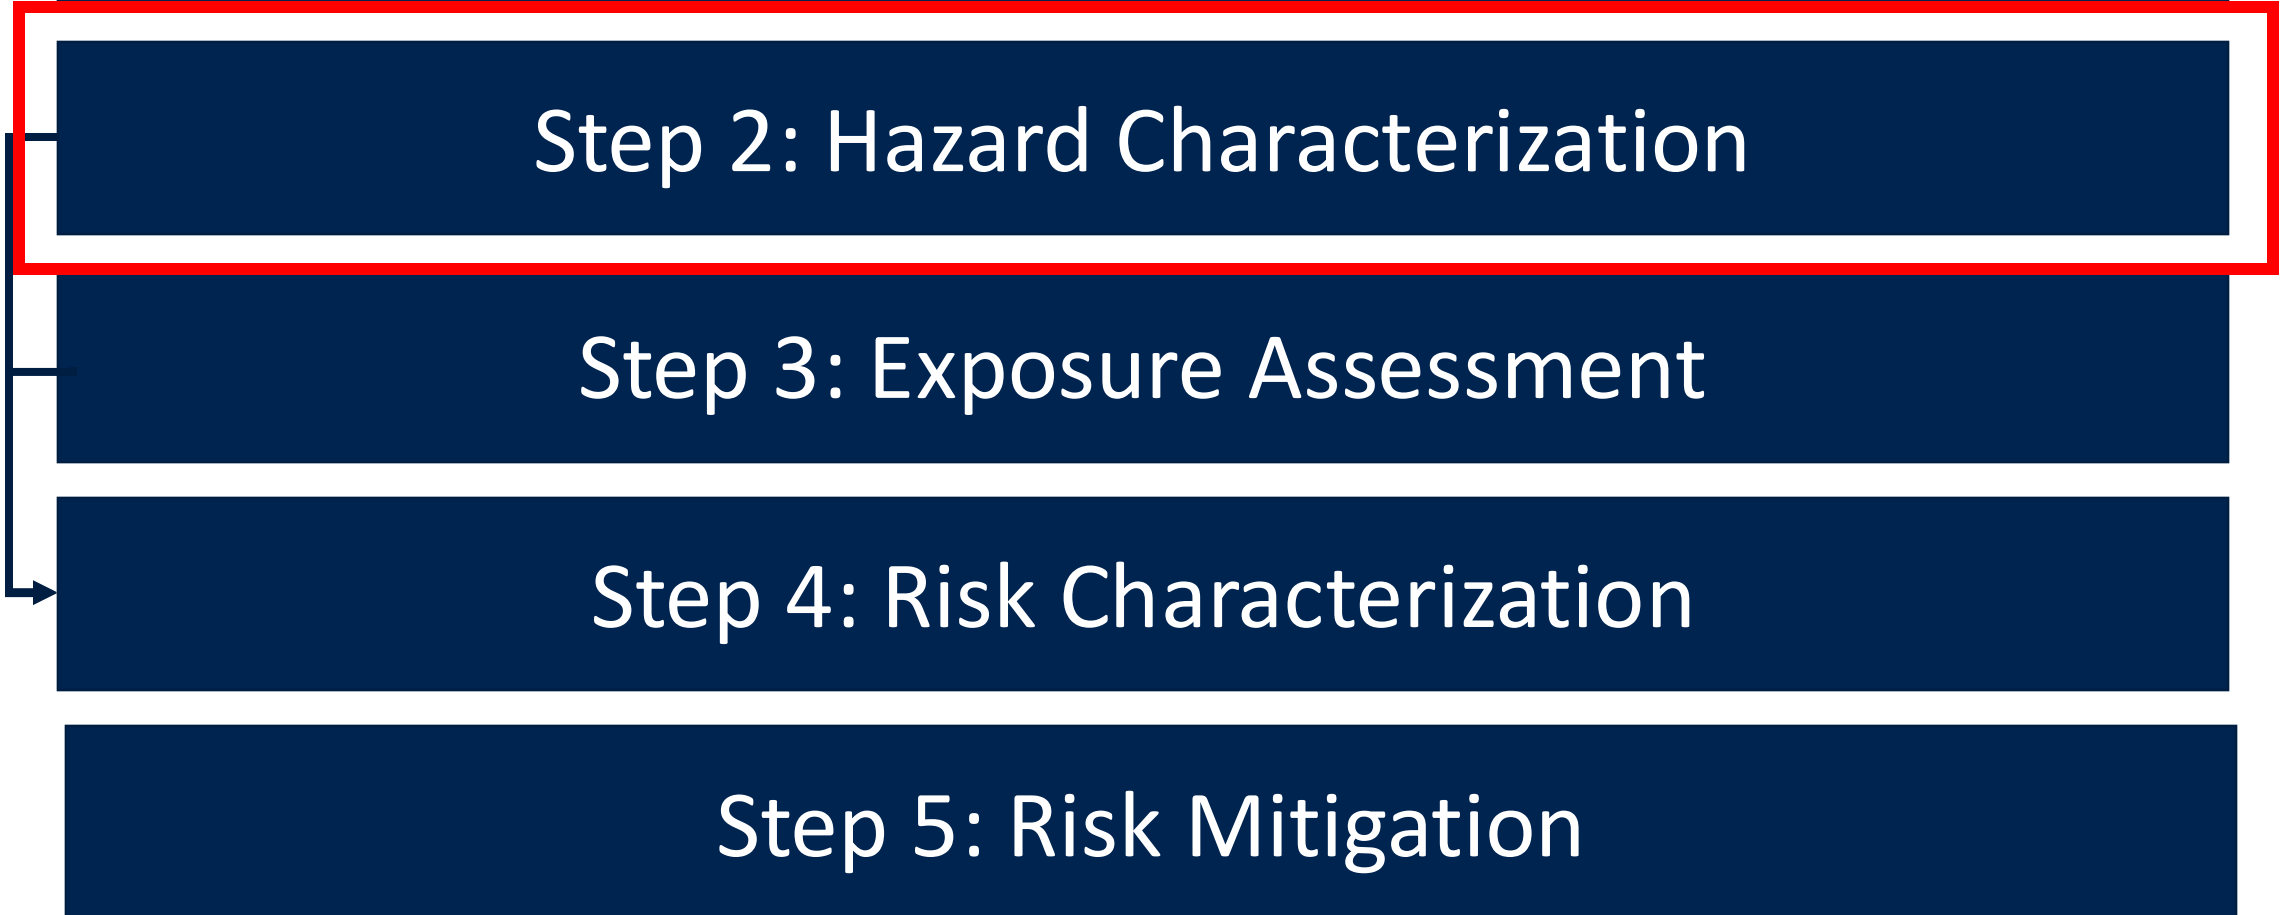 Step 2: Hazard Characterization
Step 3: Exposure Assessment
Step 4: Risk Characterization
Step 5: Risk Mitigation